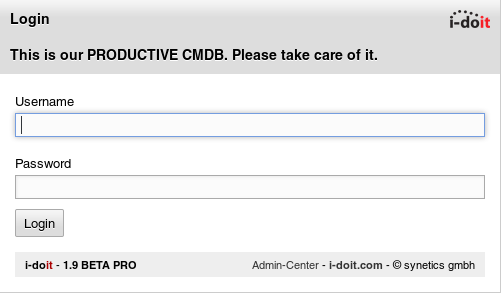 Login
i-doit
This is our PRODUCTIVE CMDB. Please take care of it.
Username
Password
Login
i-doit - 1.9 BETA PRO
Admin-Center - i-doit.com - © synetics gmbh